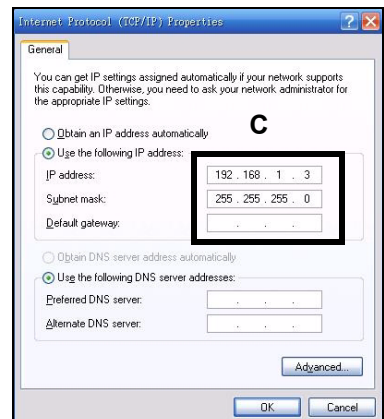 Internet Protocol (TCP/IP) Properties
General
You can get IP settings assigned automatically if your network supports
this capability. Otherwise, you need to ask your network administrator for
the appropriate IP settings.
Obtain an IP address automatically
C
Use the following IP address:
IP address: 192 . 168 . 1 . 3
Subnet mask: 255 . 255 . 255 . 0
Default gateway: . . .
Obtain DNS server address automatically
Use the following DNS server addresses:
Preferred DNS server: . . .
Alternate DNS server: . . .
Advanced...
OK Cancel